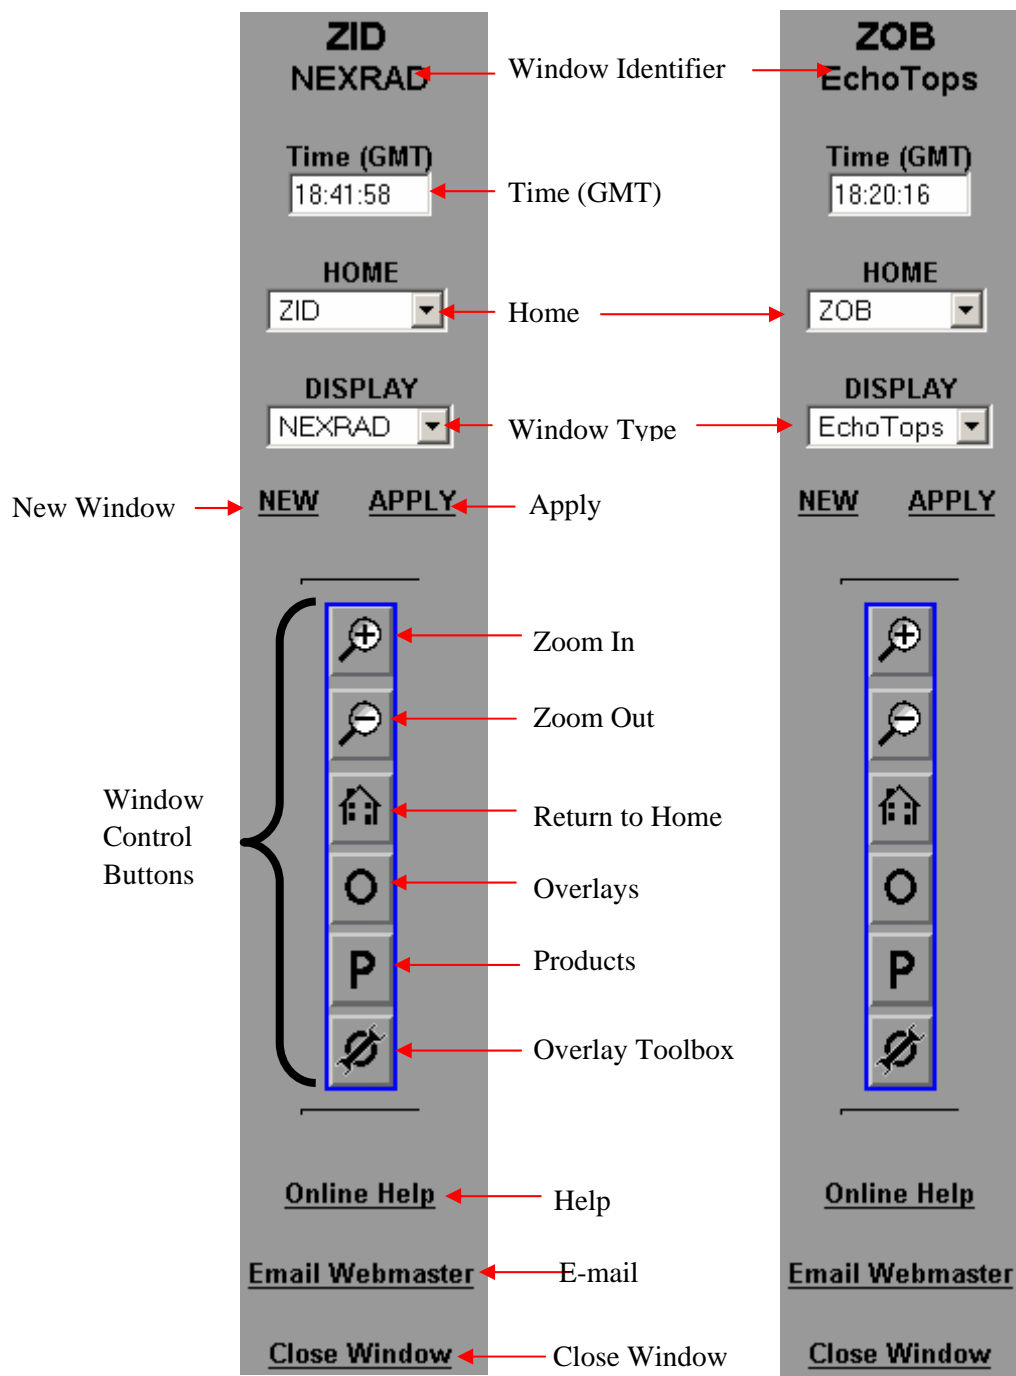 ZID
NEXRAD
Window Identifier
ZOB
EchoTops
Time (GMT)
18:41:58
Time (GMT)
Time (GMT)
18:20:16
HOME
ZID
Home
HOME
ZOB
DISPLAY
NEXRAD
Window Type
DISPLAY
EchoTops
New Window
NEW APPLY
Apply
NEW APPLY
Zoom In
Zoom Out
Window
Control
Buttons
Return to Home
O
Overlays
O
P
Products
P
Overlay Toolbox
Online Help
Help
Online Help
Email Webmaster
E-mail
Email Webmaster
Close Window
Close Window
Close Window